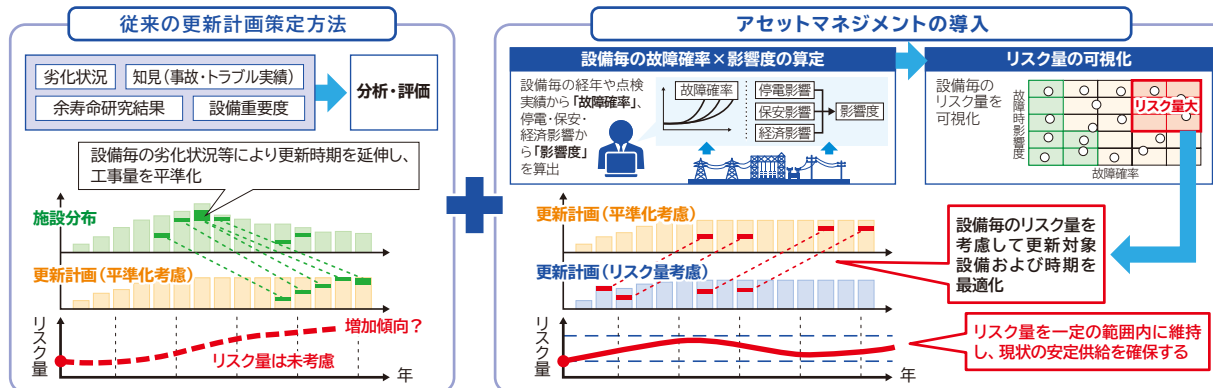 従来の更新計画策定方法
劣化状況
知見(事故・トラブル実績)
余寿命研究結果
設備重要度
分析・評価
設備毎の劣化状況等により更新時期を延伸し、
工事量を平準化
施設分布
更新計画(平準化考慮)
リスク量
増加傾向？
リスク量は未考慮
年
アセットマネジメントの導入
設備毎の故障確率×影響度の算定
設備毎の経年や点検
実績から「故障確率」、
停電・保安・
経済影響か
ら「影響度」
を算出
故障確率
停電影響
保安影響
経済影響
影響度
リスク量の可視化
設備毎の
リスク量を
可視化
故障時影響度
リスク量大
故障確率
更新計画(平準化考慮)
更新計画(リスク量考慮)
設備毎のリスク量を
考慮して更新対象
設備および時期を
最適化
リスク量
年
リスク量を一定の範囲内に維持
し、現状の安定供給を確保する